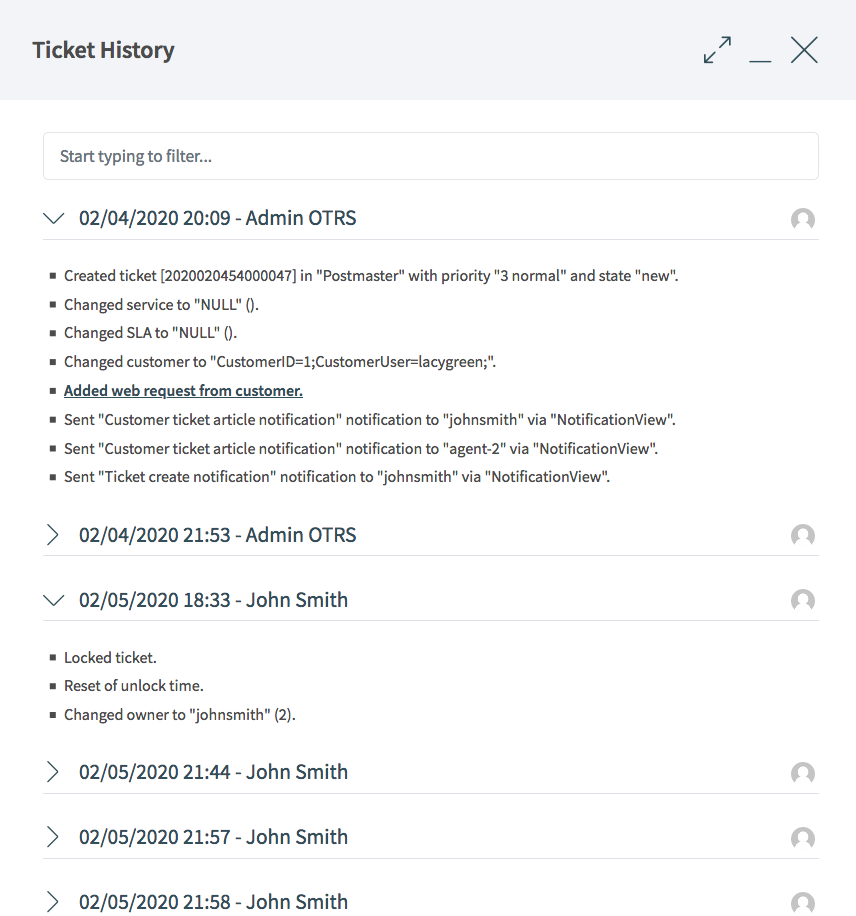 Ticket History
Start typing to filter...
02/04/2020 20:09 - Admin OTRS
Created ticket [2020020454000047] in "Postmaster" with priority "3 normal" and state "new".
Changed service to "NULL" ().
Changed SLA to "NULL" ().
Changed customer to "CustomerID=1;CustomerUser=lacygreen;".
Added web request from customer.
Sent "Customer ticket article notification" notification to "johnsmith" via "NotificationView".
Sent "Customer ticket article notification" notification to "agent-2" via "NotificationView".
Sent "Ticket create notification" notification to "johnsmith" via "NotificationView".
02/04/2020 21:53 - Admin OTRS
02/05/2020 18:33 - John Smith
Locked ticket.
Reset of unlock time.
Changed owner to "johnsmith" (2).
02/05/2020 21:44 - John Smith
02/05/2020 21:57 - John Smith
02/05/2020 21:58 - John Smith